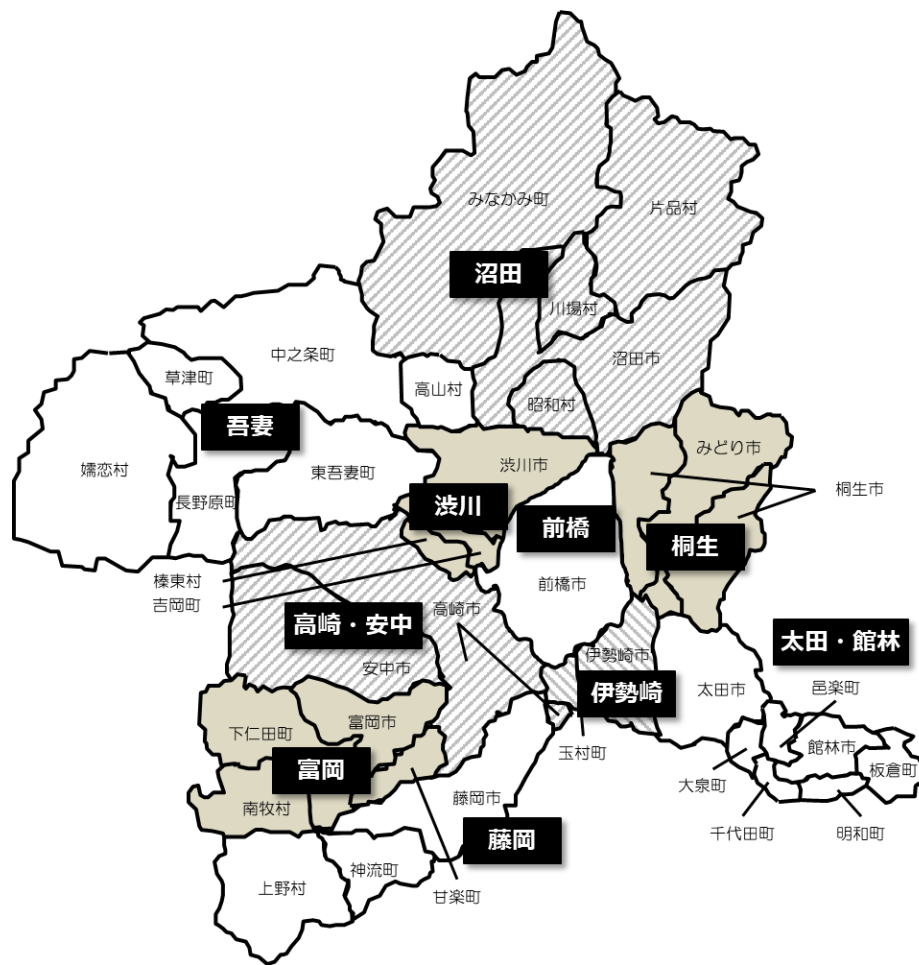 みなかみ町
片品村
沼田
川場村
沼田市
中之条町
草津町
高山村
昭和村
吾妻
みどり市
渋川市
嬬恋村
東吾妻町
長野原町
桐生市
渋川
前橋
桐生
榛東村
前橋市
吉岡町
高崎市
高崎・安中
太田・館林
伊勢崎市
安中市
伊勢崎
太田市
邑楽町
富岡市
下仁田町
館林市
玉村町
板倉町
富岡
大泉町
南牧村
藤岡市
千代田町
明和町
藤岡
神流町
上野村
甘楽町